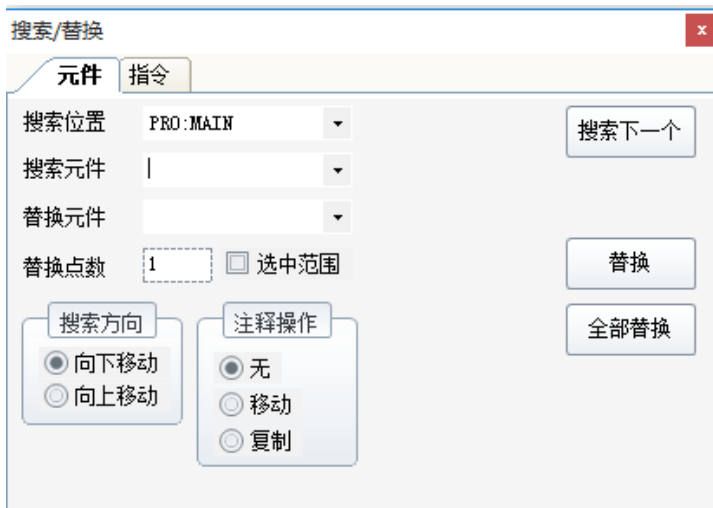 搜索/替换
x
元件 指令
搜索位置 PRO:MAIN 搜索下一个
搜索元件
替换元件
替换点数 1 选中范围 替换
搜索方向 注释操作 全部替换
向下移动 无
向上移动 移动
复制